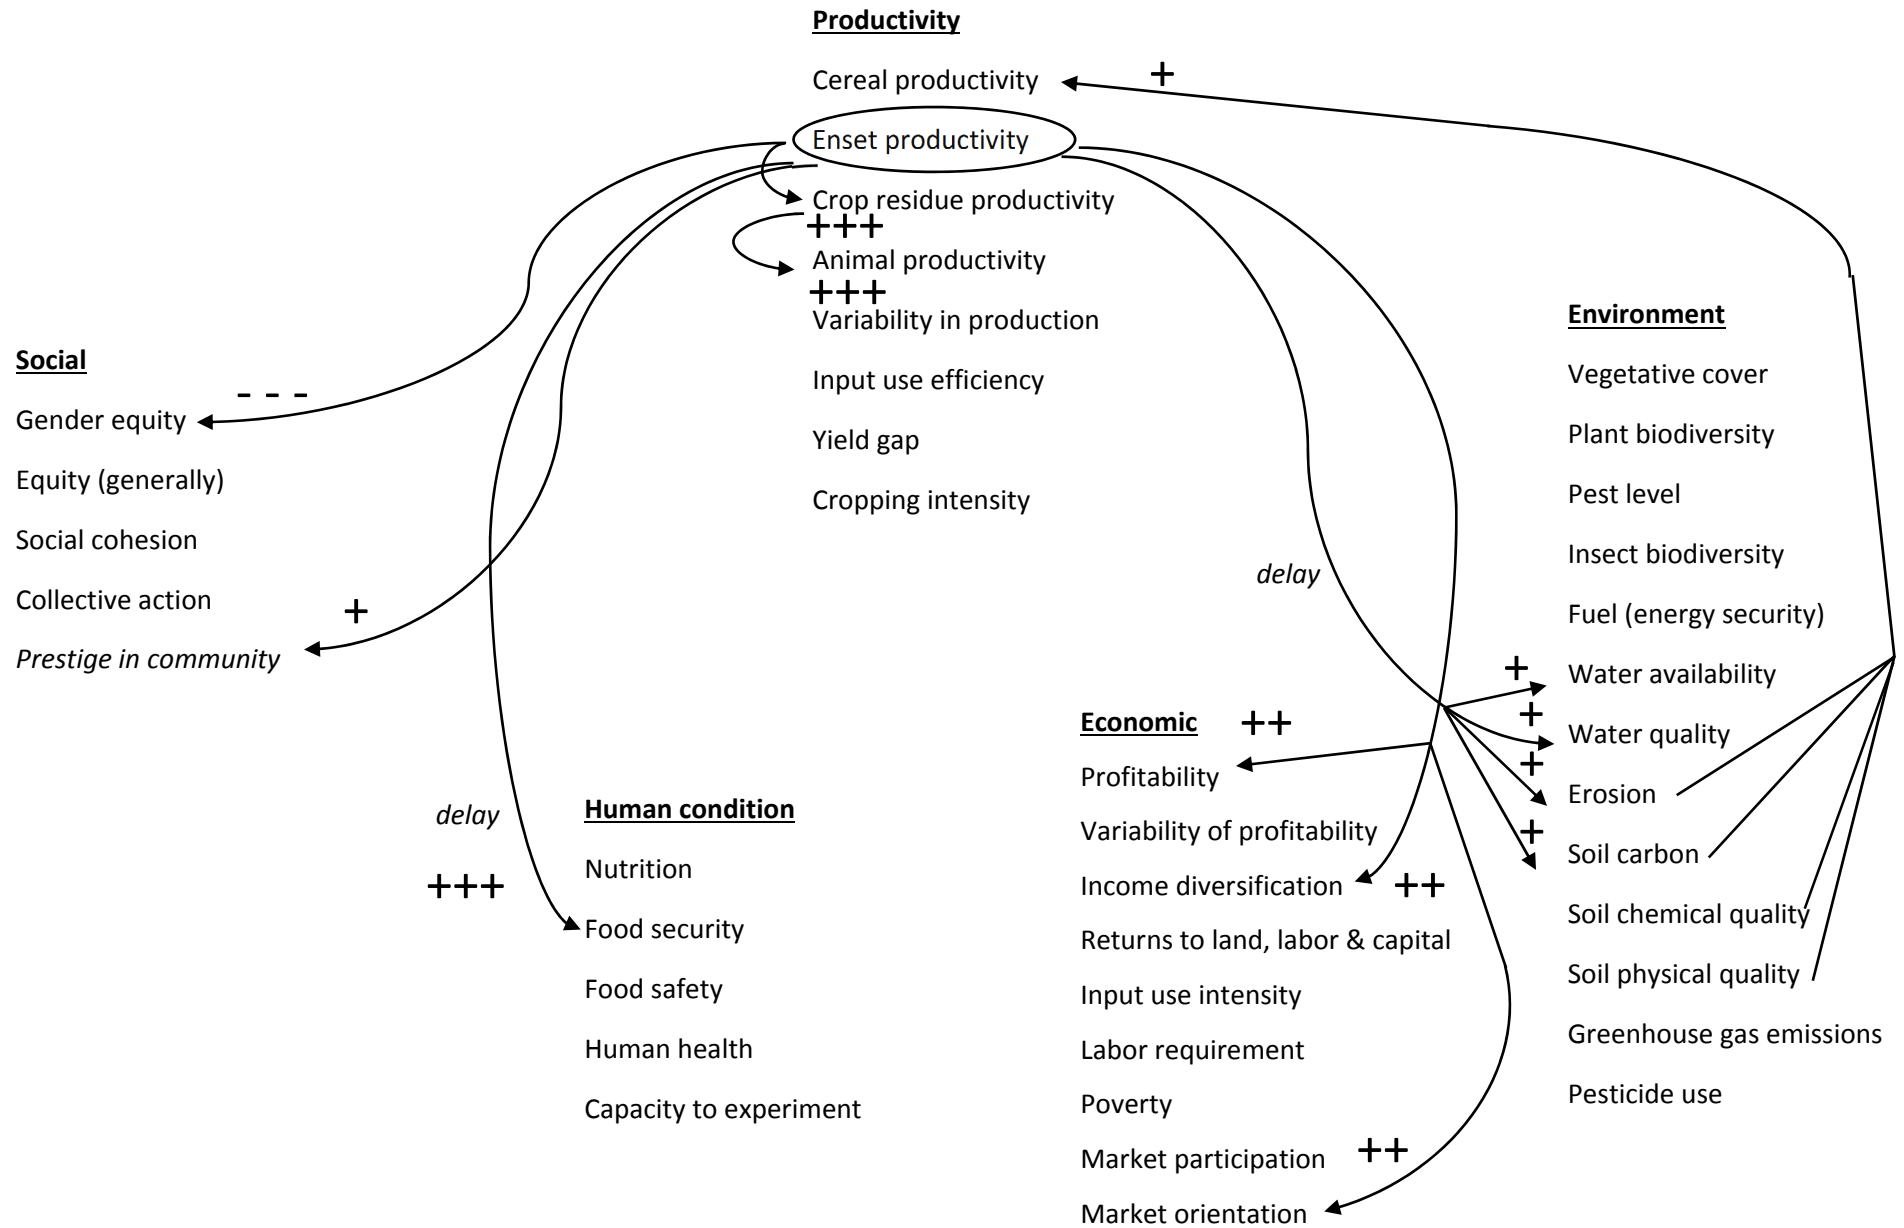 Productivity
Cereal productivity
+
Enset productivity
Crop residue productivity
+++
Animal productivity
+++
Variability in production
Input use efficiency
Yield gap
Cropping intensity
Social
- - -
Gender equity
Equity (generally)
Social cohesion
Collective action
+
Prestige in community
delay
+++
Human condition
Nutrition
Food security
Food safety
Human health
Capacity to experiment
delay
Economic ++
Profitability
Variability of profitability
Income diversification ++
Returns to land, labor & capital
Input use intensity
Labor requirement
Poverty
Market participation ++
Market orientation
Environment
Vegetative cover
Plant biodiversity
Pest level
Insect biodiversity
Fuel (energy security)
+
Water availability
+
Water quality
+
Erosion
+
Soil carbon
Soil chemical quality
Soil physical quality
Greenhouse gas emissions
Pesticide use